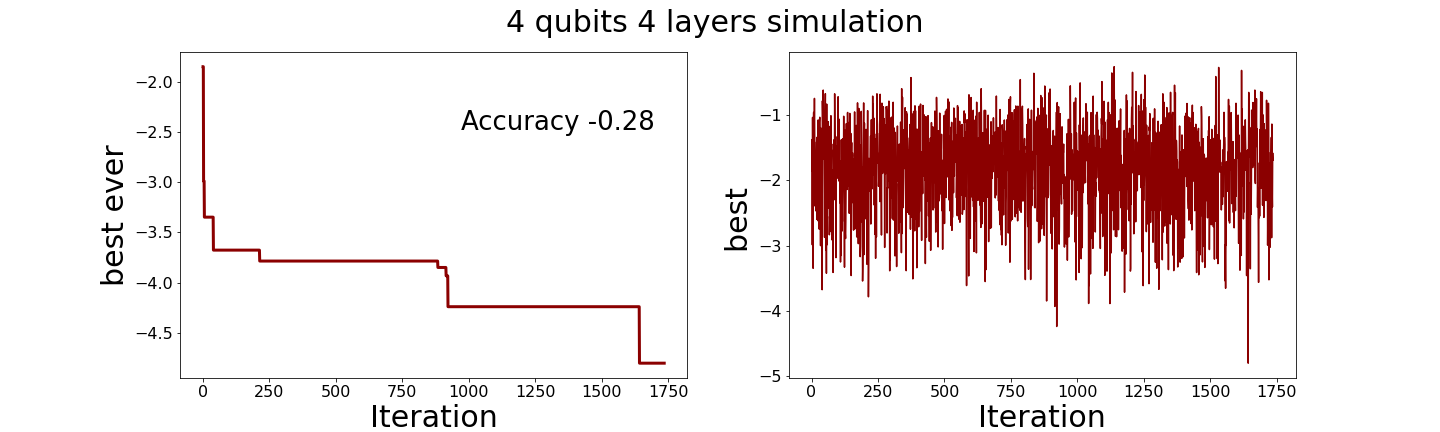 4 qubits 4 layers simulation
best ever
−2.0
−2.5
−3.0
−3.5
−4.0
−4.5
Accuracy -0.28
0 250 500 750 1000 1250 1500 1750
Iteration
best
−1
−2
−3
−4
−5
0 250 500 750 1000 1250 1500 1750
Iteration